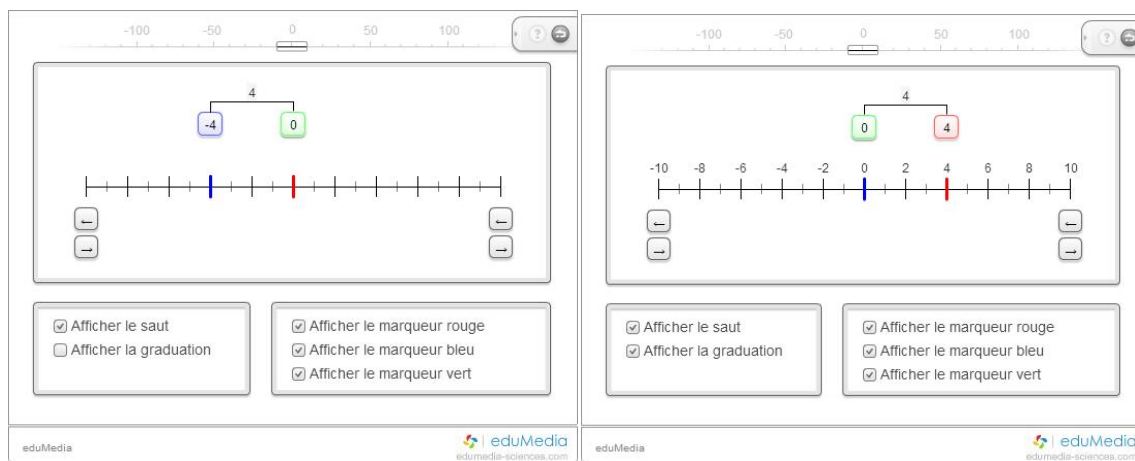 -100 -50 0 50 100 ?
4
-4 0
← ←
→ →
Afficher le saut
Afficher la graduation
Afficher le marqueur rouge
Afficher le marqueur bleu
Afficher le marqueur vert
eduMedia
eduMedia
edumedia-sciences.com
-100 -50 0 50 100 ?
4
0 4
-10 -8 -6 -4 -2 0 2 4 6 8 10
← ←
→ →
Afficher le saut
Afficher la graduation
Afficher le marqueur rouge
Afficher le marqueur bleu
Afficher le marqueur vert
eduMedia
eduMedia
edumedia-sciences.com